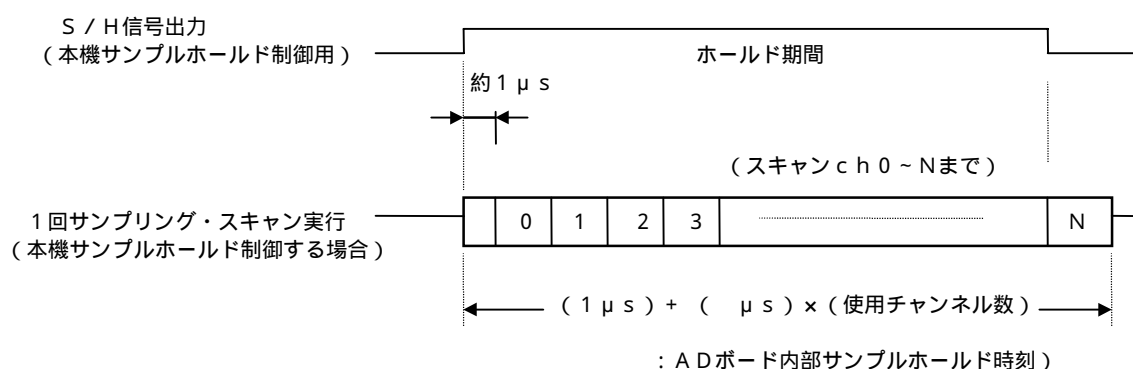 S／H信号出力
（本機サンプルホールド制御用）
ホールド期間
約1μs
（スキャンch0～Nまで）
1回サンプリング・スキャン実行
（本機サンプルホールド制御する場合）
0 1 2 3 N
（1μs）＋（　μs）×（使用チャンネル数）
：ADボード内部サンプルホールド時刻）